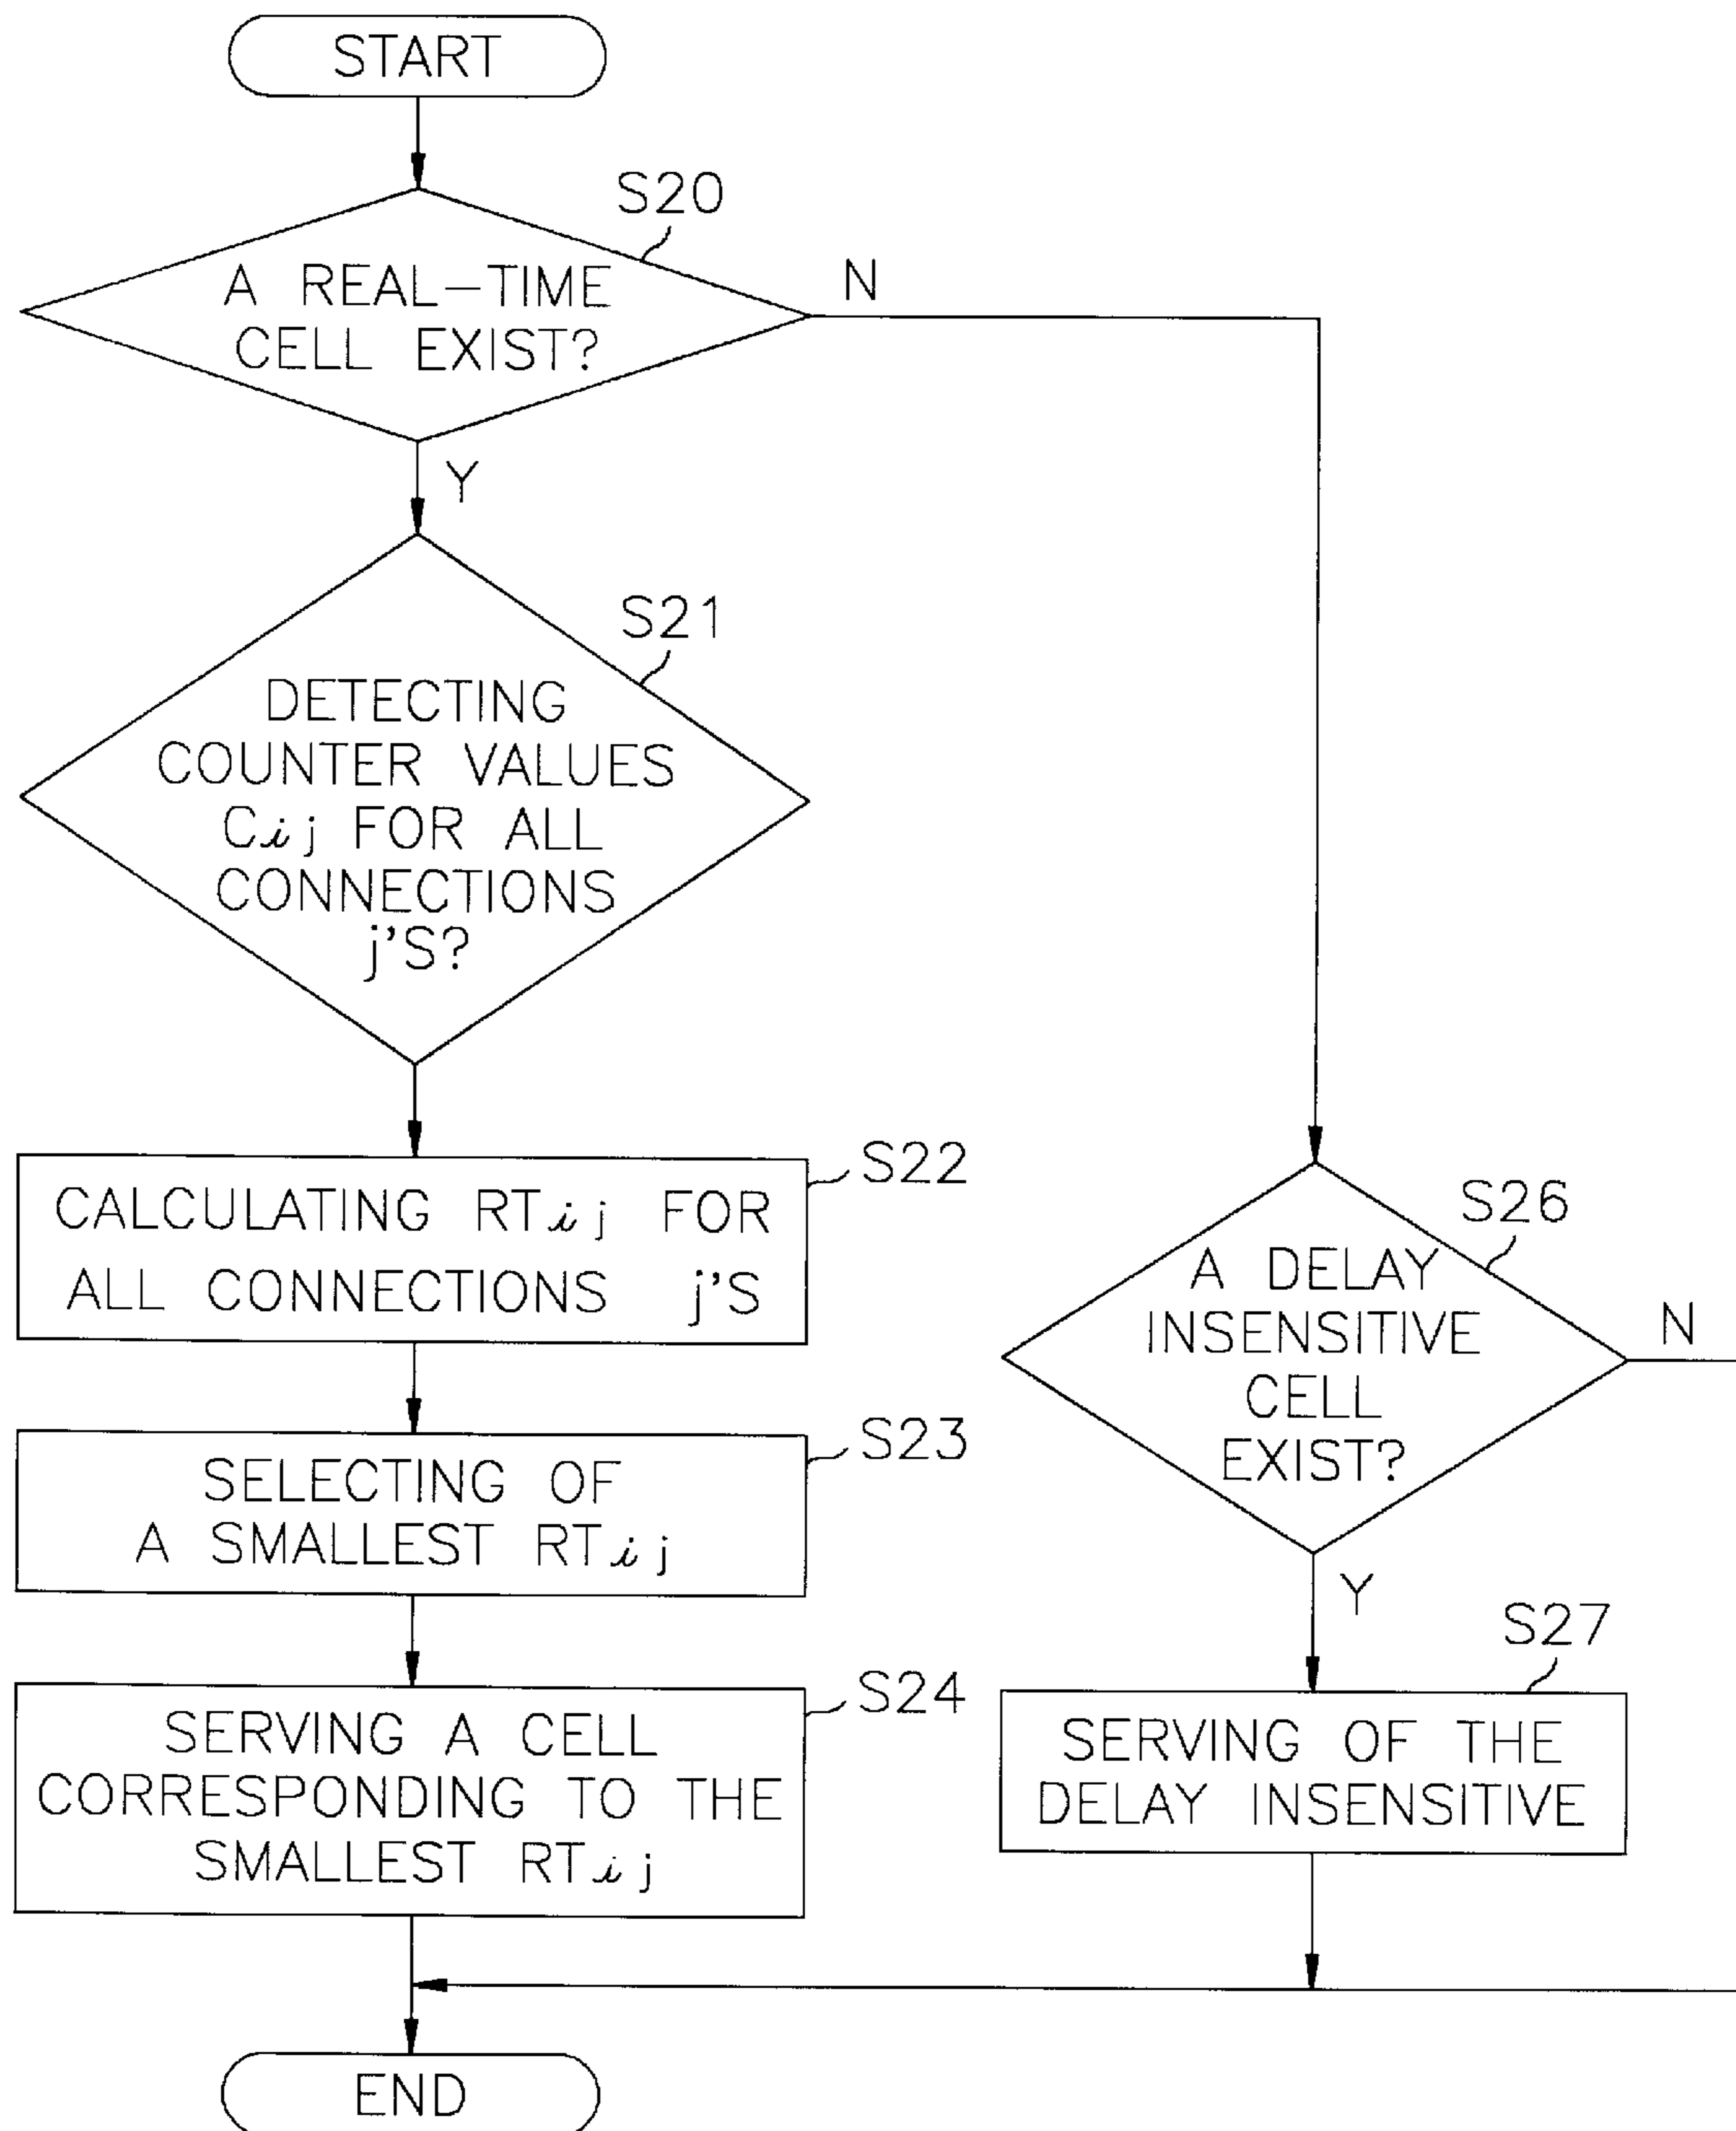 START
S20
A REAL-TIME
CELL EXIST?
N
Y
S21
DETECTING
COUNTER VALUES
Cij FOR ALL
CONNECTIONS
j'S?
S22
CALCULATING RTij FOR
ALL CONNECTIONS j'S
S23
SELECTING OF
A SMALLEST RTij
S24
SERVING A CELL
CORRESPONDING TO THE
SMALLEST RTij
S26
A DELAY
INSENSITIVE
CELL
EXIST?
N
Y
S27
SERVING OF THE
DELAY INSENSITIVE
END